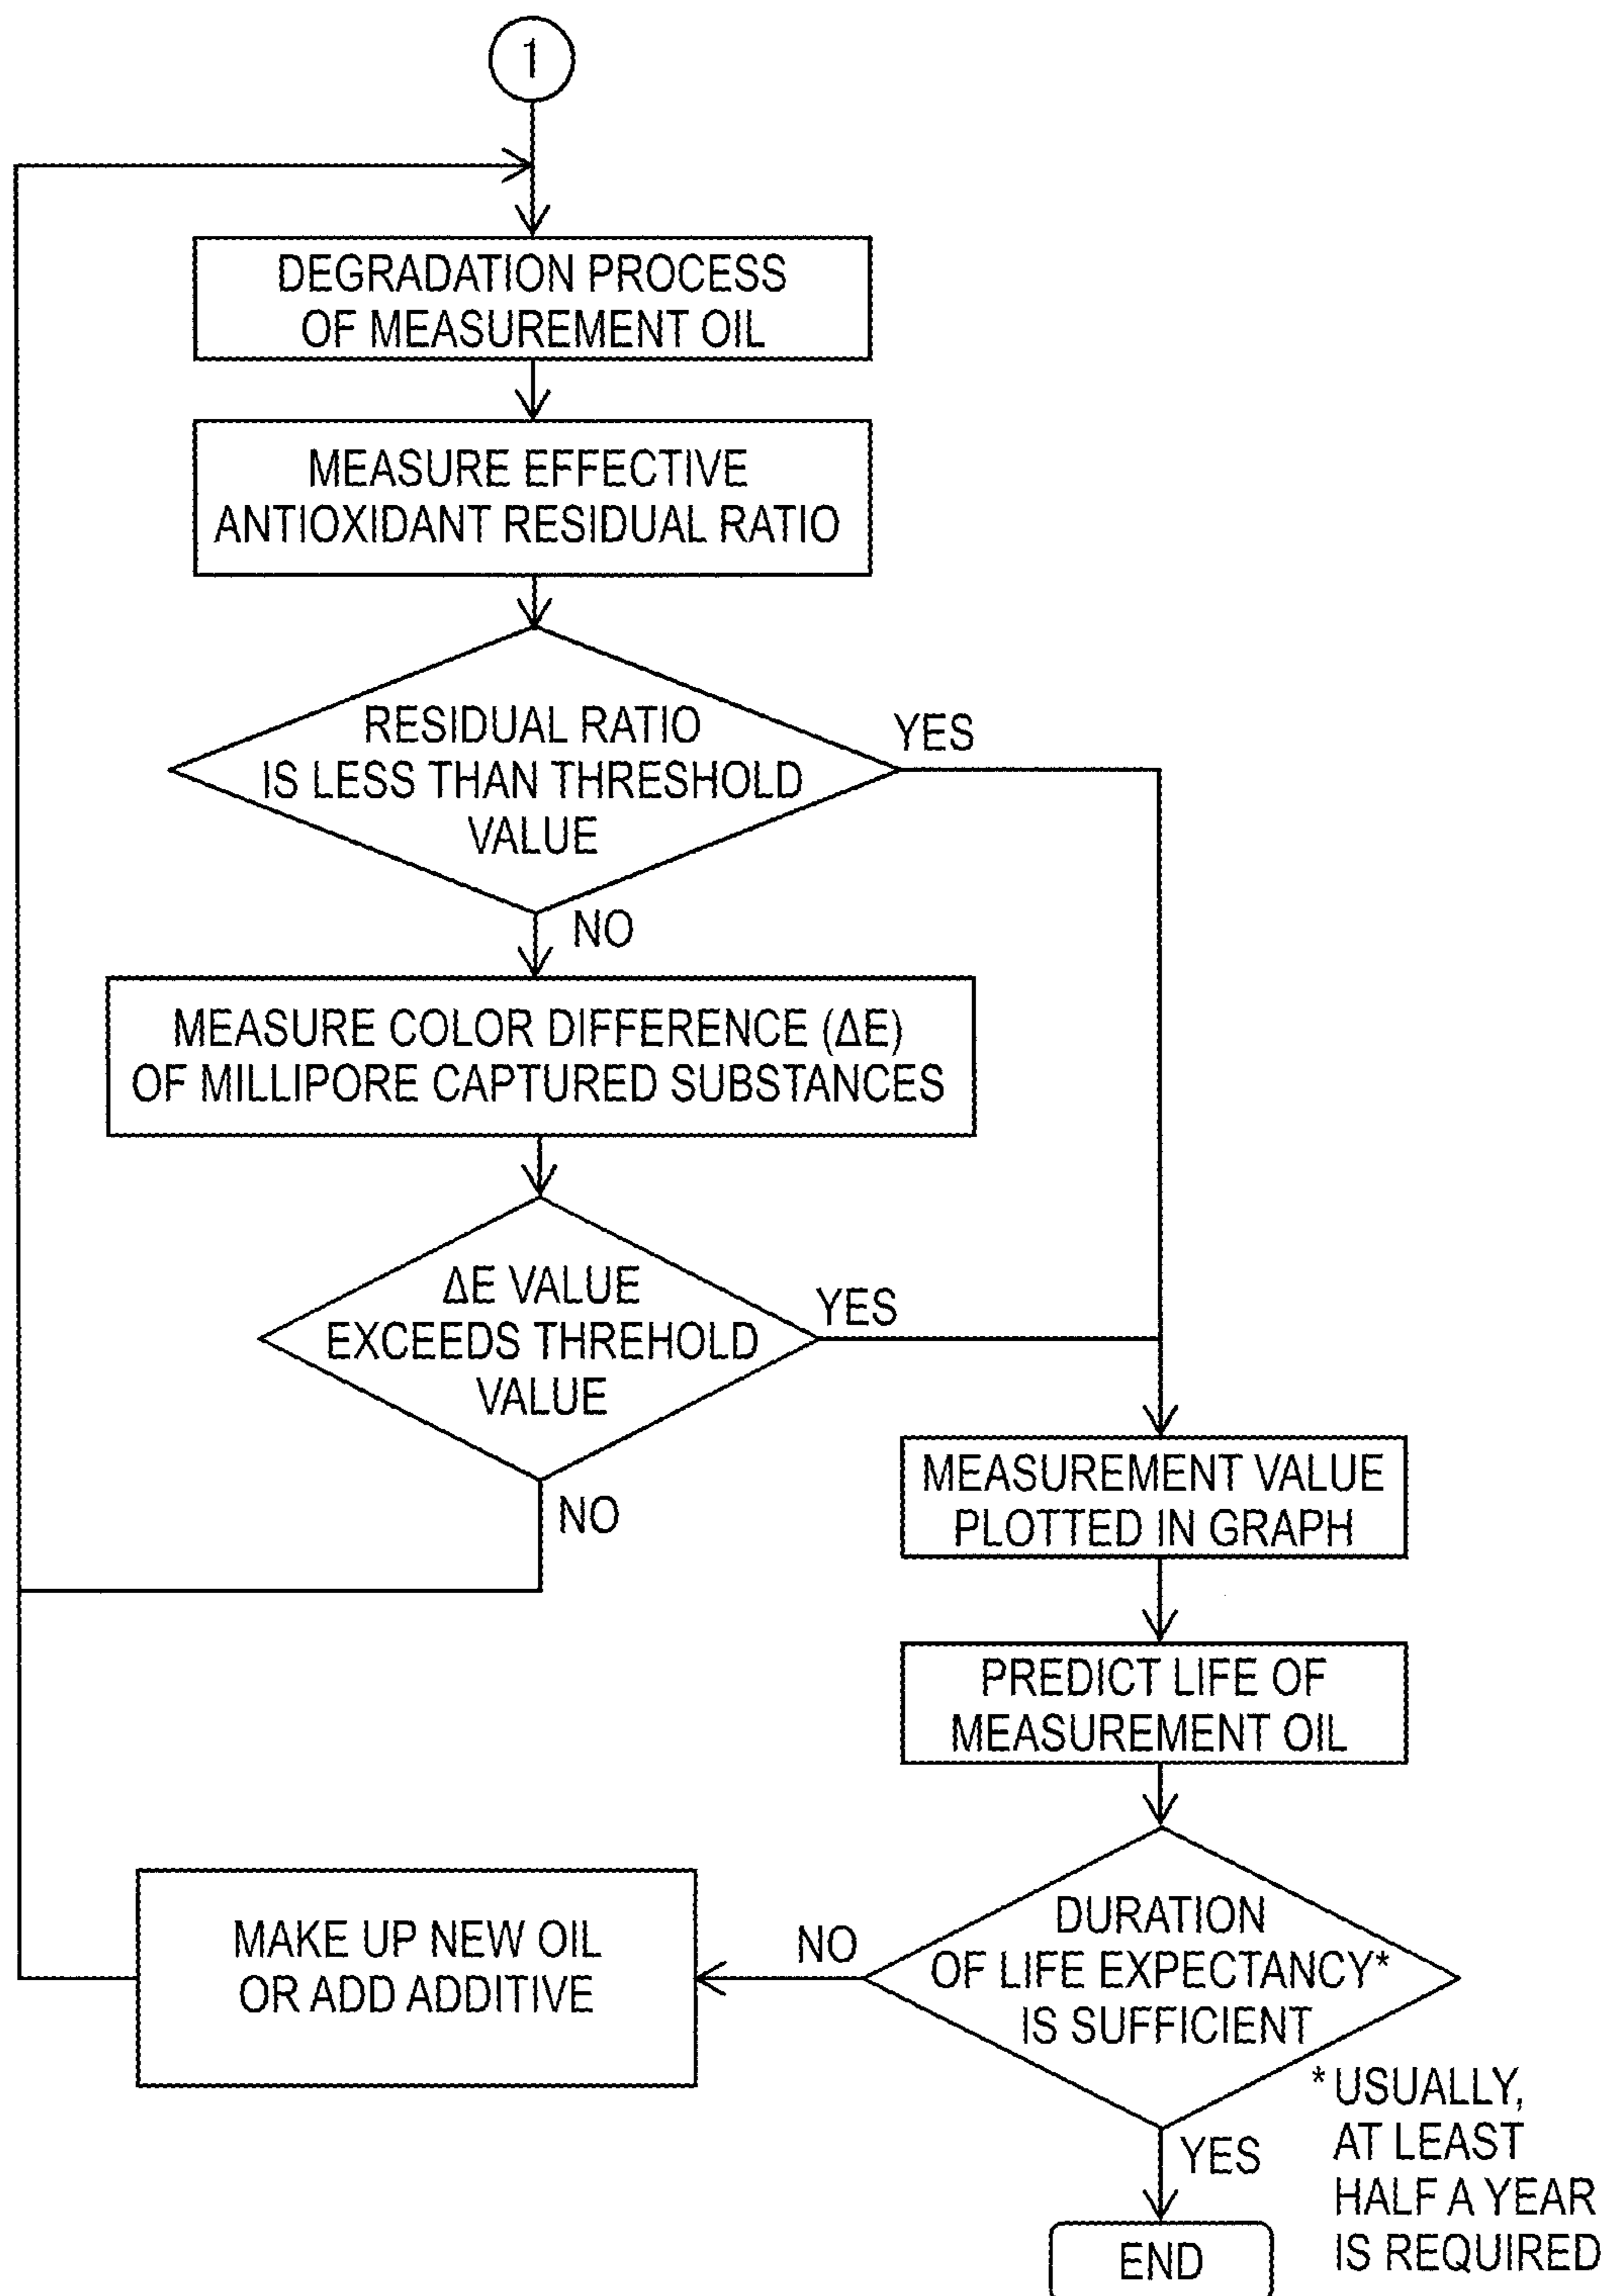 1
DEGRADATION PROCESS
OF MEASUREMENT OIL
MEASURE EFFECTIVE
ANTIOXIDANT RESIDUAL RATIO
RESIDUAL RATIO
IS LESS THAN THRESHOLD
VALUE
YES
NO
MEASURE COLOR DIFFERENCE (ΔE)
OF MILLIPORE CAPTURED SUBSTANCES
ΔE VALUE
EXCEEDS THREHOLD
VALUE
YES
NO
MEASUREMENT VALUE
PLOTTED IN GRAPH
PREDICT LIFE OF
MEASUREMENT OIL
DURATION
OF LIFE EXPECTANCY*
IS SUFFICIENT
NO
MAKE UP NEW OIL
OR ADD ADDITIVE
YES
* USUALLY,
AT LEAST
HALF A YEAR
IS REQUIRED
END